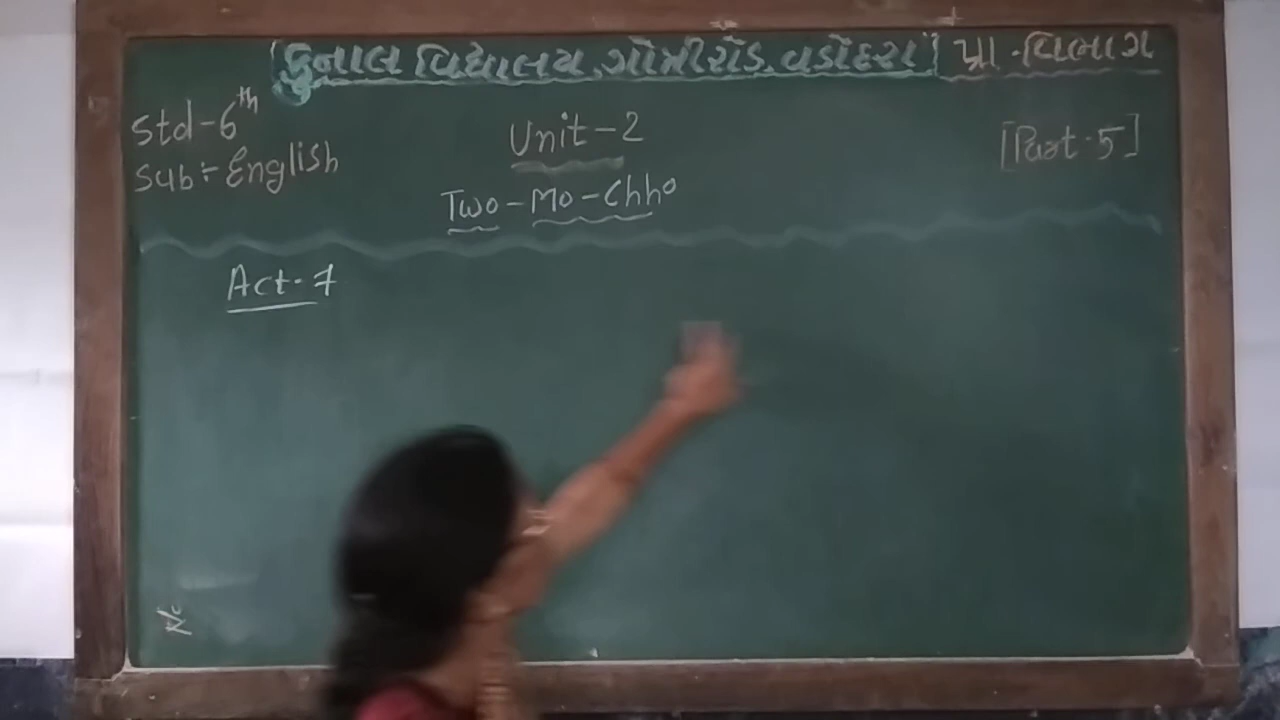 કુનાલ વિદ્યાલય, ગોત્રીરોડ, વડોદરા પ્રા. વિભાગ
Std-6th
Sub:- English
Unit-2
Two-Mo-Chho
[Part-5]
Act-7